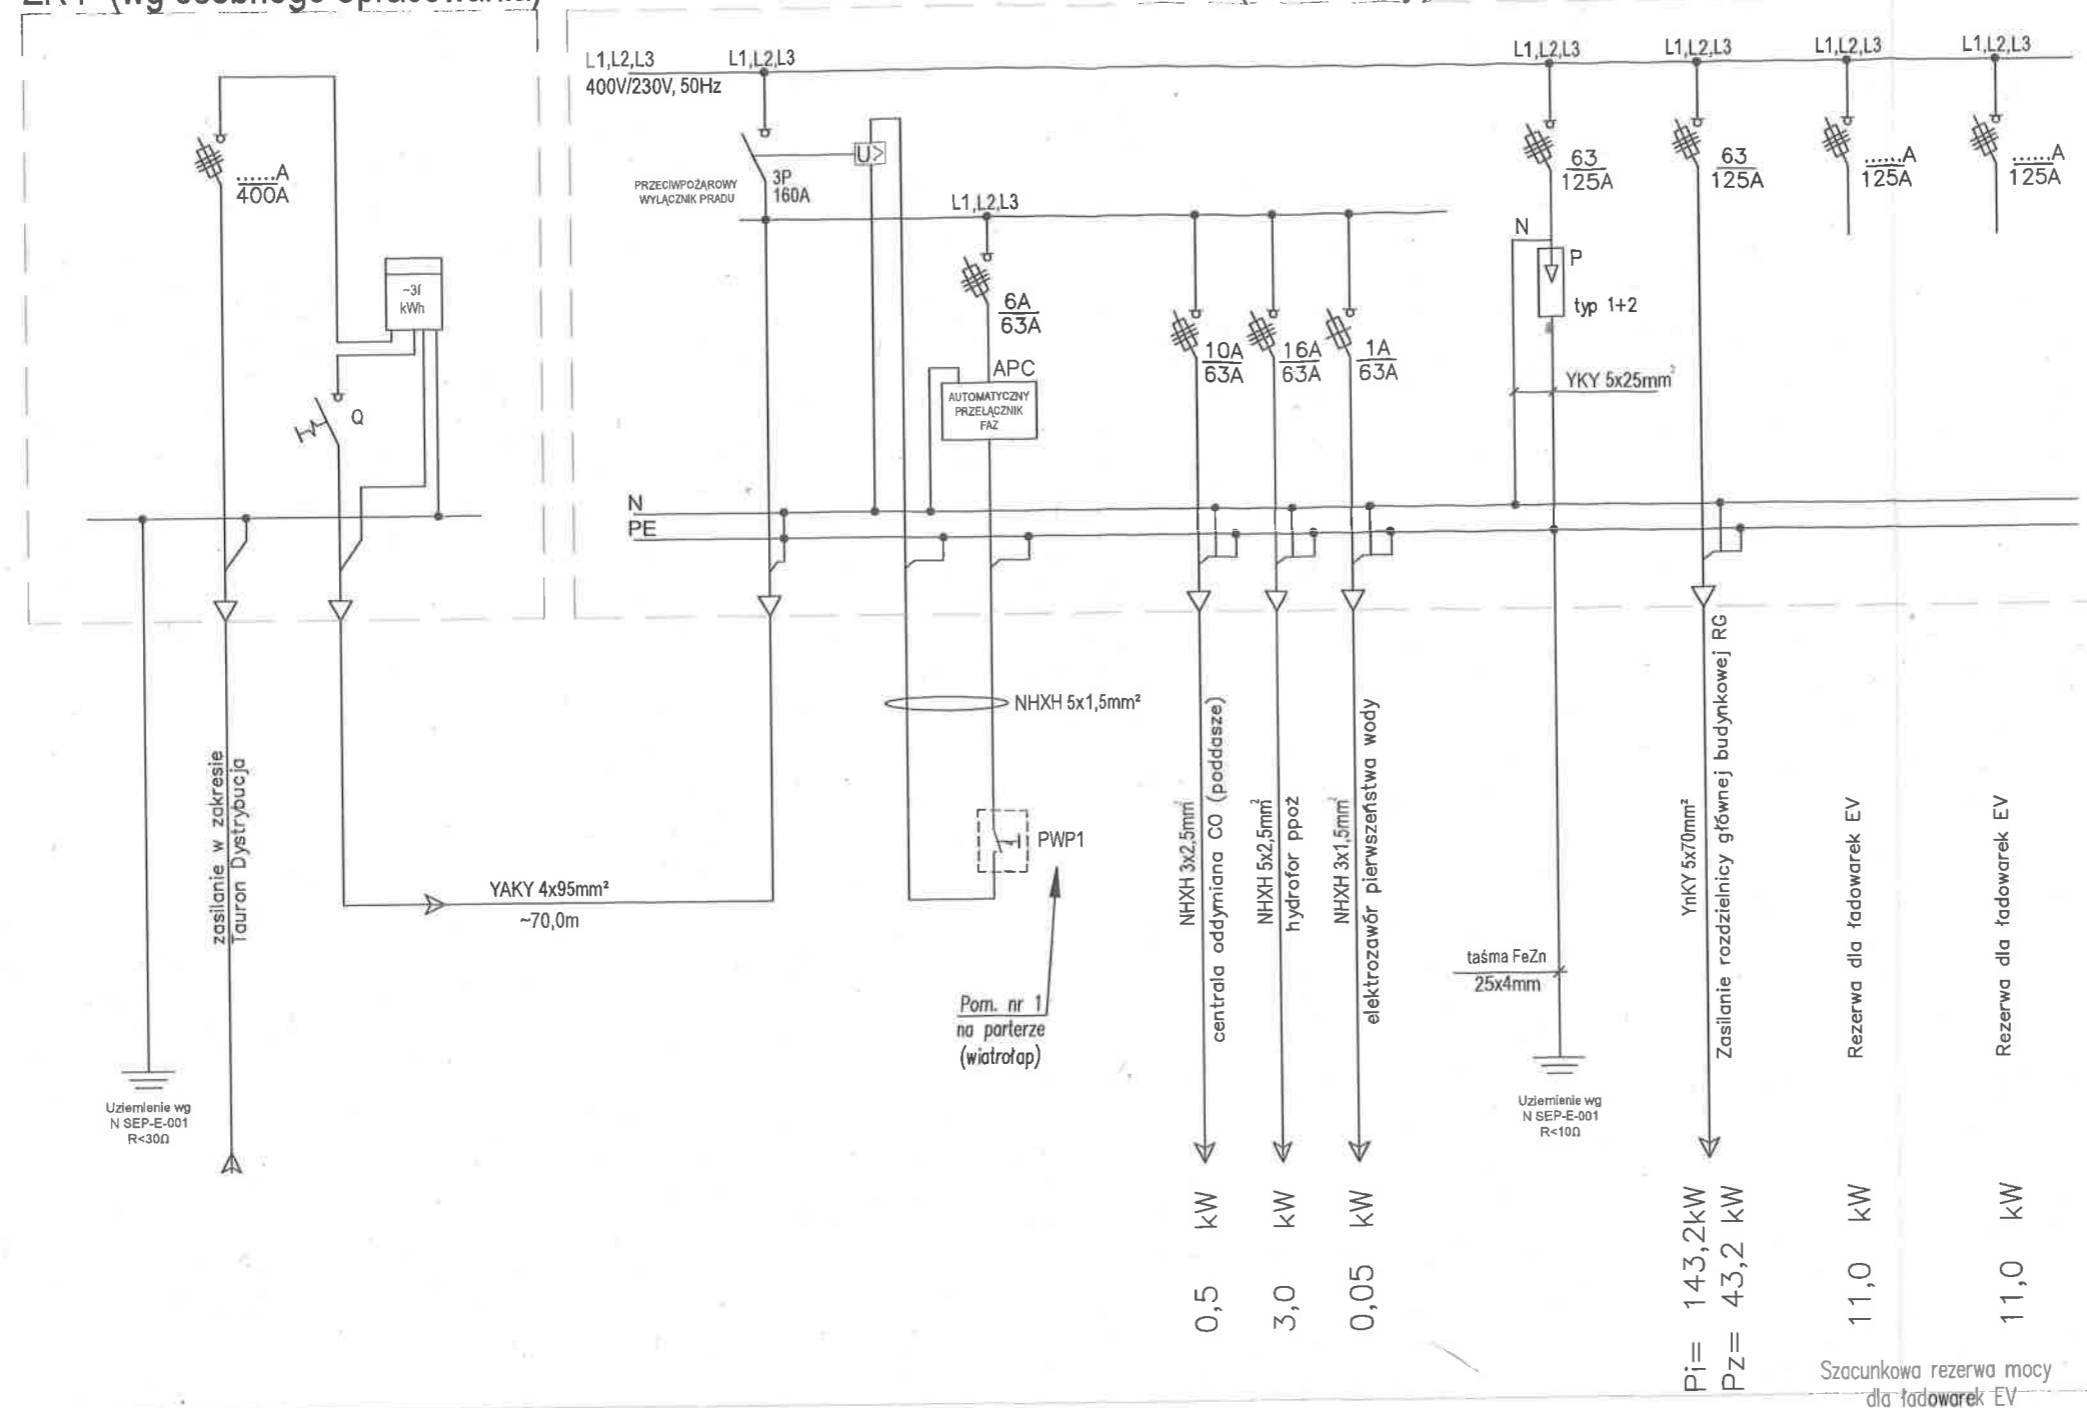 ZK+P (wg osobnego opracowania)
......A
400A
~3f
kWh
Q
zasilanie w zakresie
Tauron Dystrybucja
Uziemienie wg
N SEP-E-001
R<30Ω
YAKY 4x95mm²
~70,0m
L1,L2,L3
400V/230V, 50Hz
L1,L2,L3
PRZECIWPOŻAROWY
WYŁĄCZNIK PRADU
3P
160A
U>
L1,L2,L3
6A
63A
APC
AUTOMATYCZNY
PRZEŁĄCZNIK
FAZ
N
PE
NHXH 5x1,5mm²
PWP1
Pom. nr 1
na parterze
(wiatrołap)
10A
63A
16A
63A
1A
63A
NHXH 3x2,5mm²
centrala oddymiana CO (poddasze)
0,5 kW
NHXH 5x2,5mm²
hydrofor ppoż
3,0 kW
NHXH 3x1,5mm²
elektrozawór pierwszeństwa wody
0,05 kW
L1,L2,L3
63
125A
N
P
typ 1+2
YKY 5x25mm²
taśma FeZn
25x4mm
Uziemienie wg
N SEP-E-001
R<10Ω
L1,L2,L3
63
125A
YnKY 5x70mm²
Zasilanie rozdzielnicy głównej budynkowej RG
Pi= 143,2kW
Pz= 43,2 kW
L1,L2,L3
......A
125A
Rezerwa dla ładowarek EV
11,0 kW
L1,L2,L3
......A
125A
Rezerwa dla ładowarek EV
11,0 kW
Szacunkowa rezerwa mocy
dla ładowarek EV